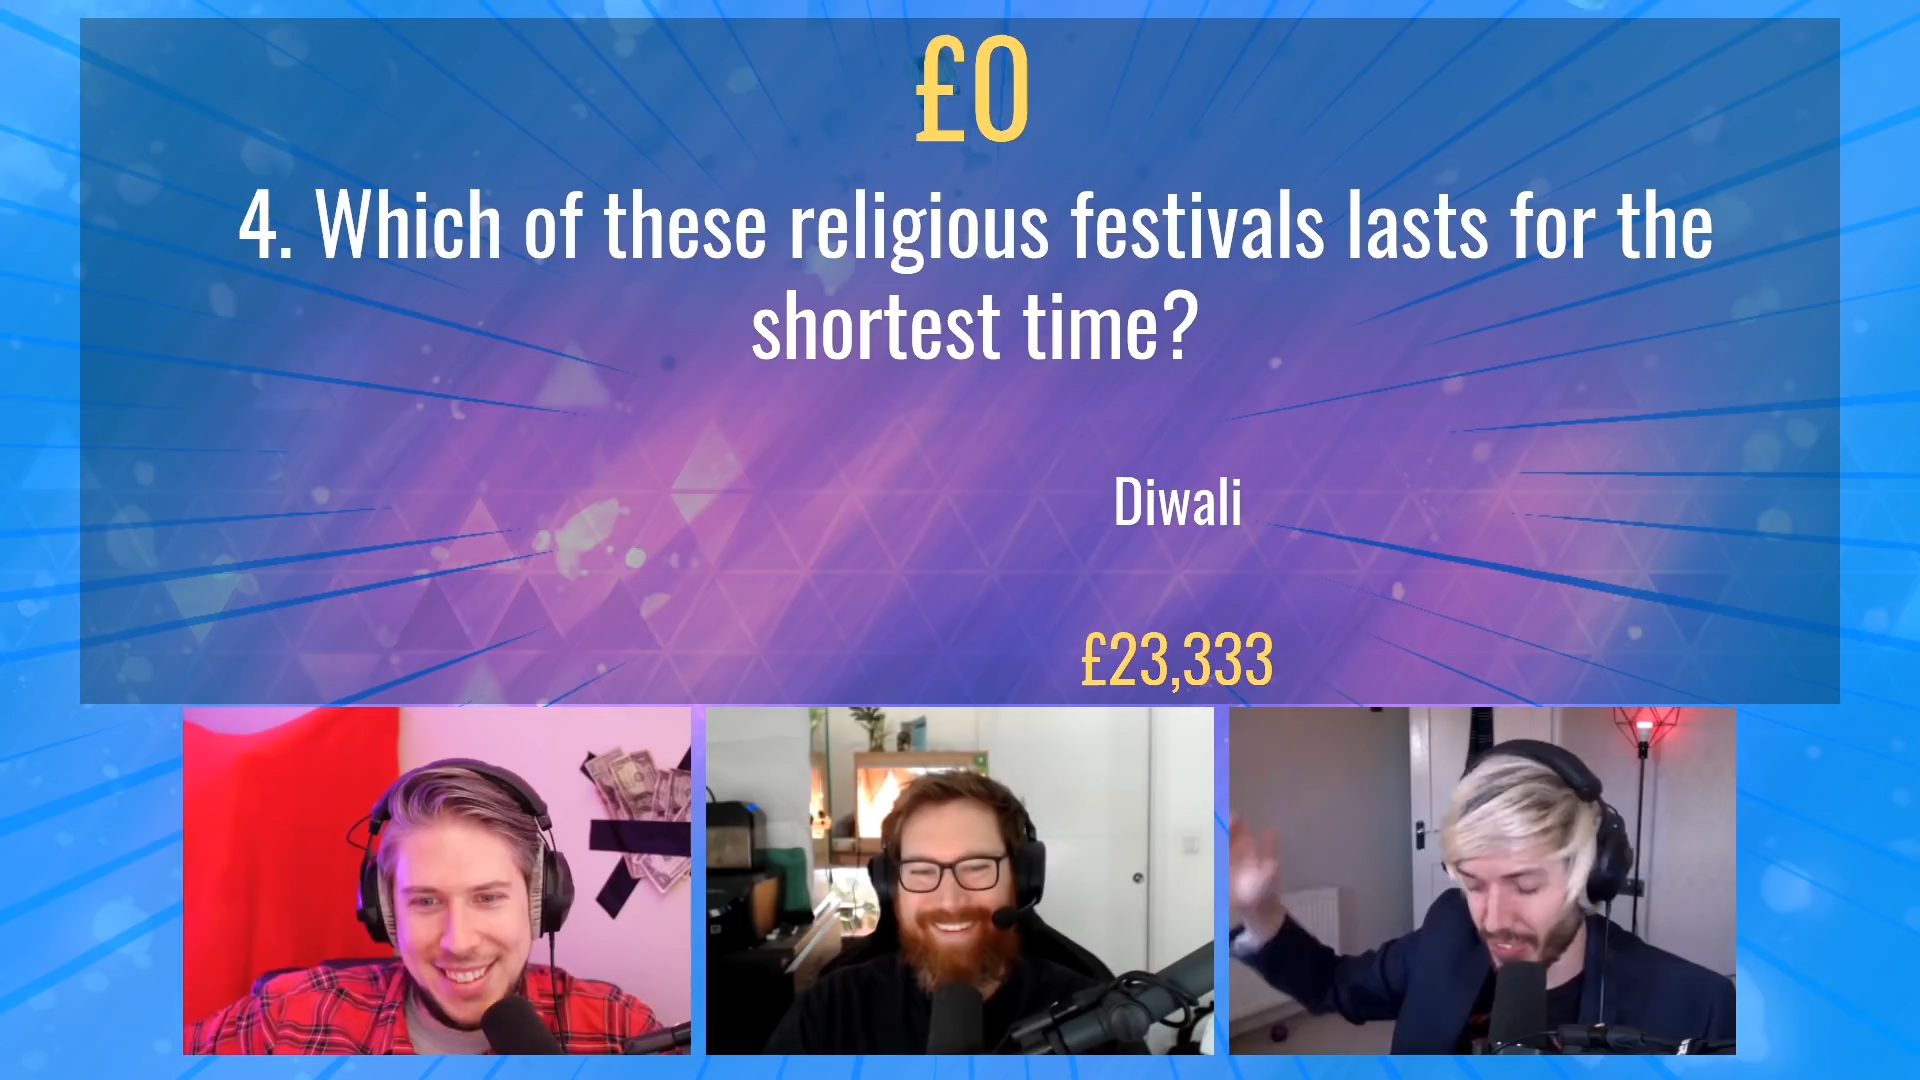 £0
4. Which of these religious festivals lasts for the
shortest time?
Diwali
£23,333